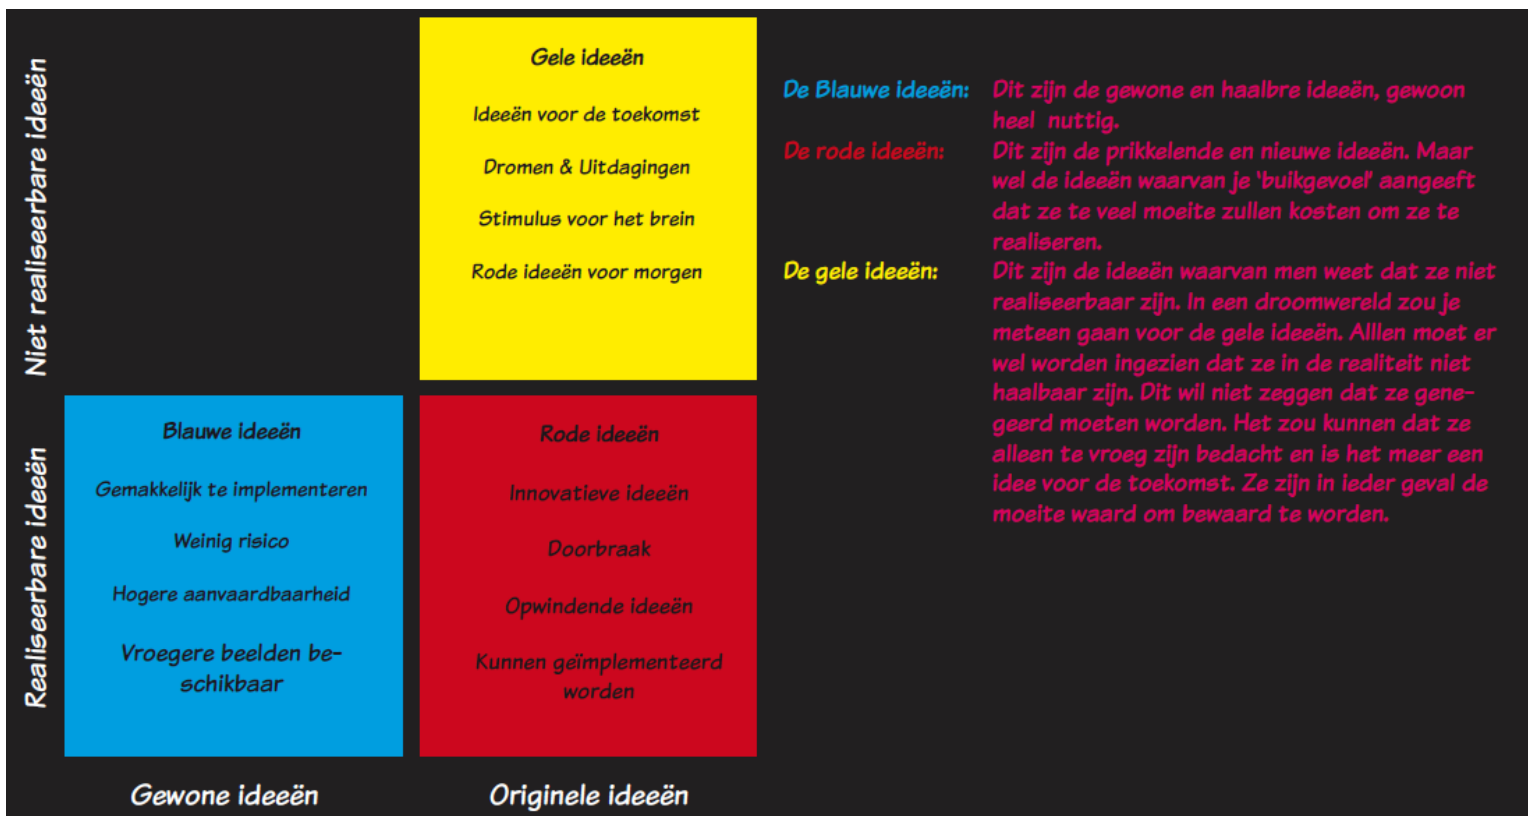 Niet realiseerbare ideeën
Realiseerbare ideeën
Gele ideeën
Ideeën voor de toekomst
Dromen & Uitdagingen
Stimulus voor het brein
Rode ideeën voor morgen
Blauwe ideeën
Gemakkelijk te implementeren
Weinig risico
Hogere aanvaardbaarheid
Vroegere beelden be-
schikbaar
Rode ideeën
Innovatieve ideeën
Doorbraak
Opwindende ideeën
Kunnen geïmplementeerd
worden
Gewone ideeën
Originele ideeën
De Blauwe ideeën: Dit zijn de gewone en haalbre ideeën, gewoon
heel nuttig.
De rode ideeën: Dit zijn de prikkelende en nieuwe ideeën. Maar
wel de ideeën waarvan je 'buikgevoel' aangeeft
dat ze te veel moeite zullen kosten om ze te
realiseren.
De gele ideeën: Dit zijn de ideeën waarvan men weet dat ze niet
realiseerbaar zijn. In een droomwereld zou je
meteen gaan voor de gele ideeën. Alllen moet er
wel worden ingezien dat ze in de realiteit niet
haalbaar zijn. Dit wil niet zeggen dat ze gene-
geerd moeten worden. Het zou kunnen dat ze
alleen te vroeg zijn bedacht en is het meer een
idee voor de toekomst. Ze zijn in ieder geval de
moeite waard om bewaard te worden.